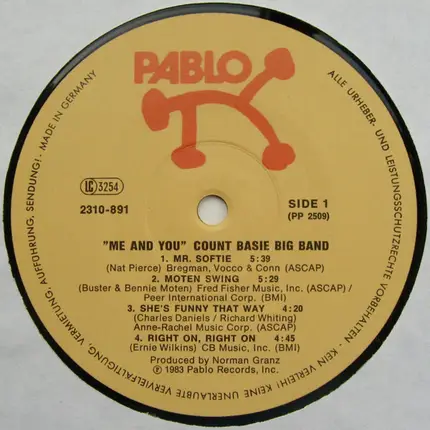 PABLO
ALLE URHEBER- UND LEISTUNGSSCHUTZRECHTE VORBEHALTEN · KEIN VERLEIH! KEINE UNERLAUBTE VERVIELFÄLTIGUNG, VERMIETUNG, AUFFÜHRUNG, SENDUNG! · MADE IN GERMANY
LC 3254
2310-891
SIDE 1
(PP 2509)
"ME AND YOU" COUNT BASIE BIG BAND
1. MR. SOFTIE 5:39
(Nat Pierce) Bregman, Vocco & Conn (ASCAP)
2. MOTEN SWING 5:29
(Buster & Bennie Moten) Fred Fisher Music, Inc. (ASCAP) /
Peer International Corp. (BMI)
3. SHE'S FUNNY THAT WAY 4:20
(Charles Daniels / Richard Whiting)
Anne-Rachel Music Corp. (ASCAP)
4. RIGHT ON, RIGHT ON 4:45
(Ernie Wilkins) CB Music, Inc. (BMI)
Produced by Norman Granz
℗ 1983 Pablo Records, Inc.